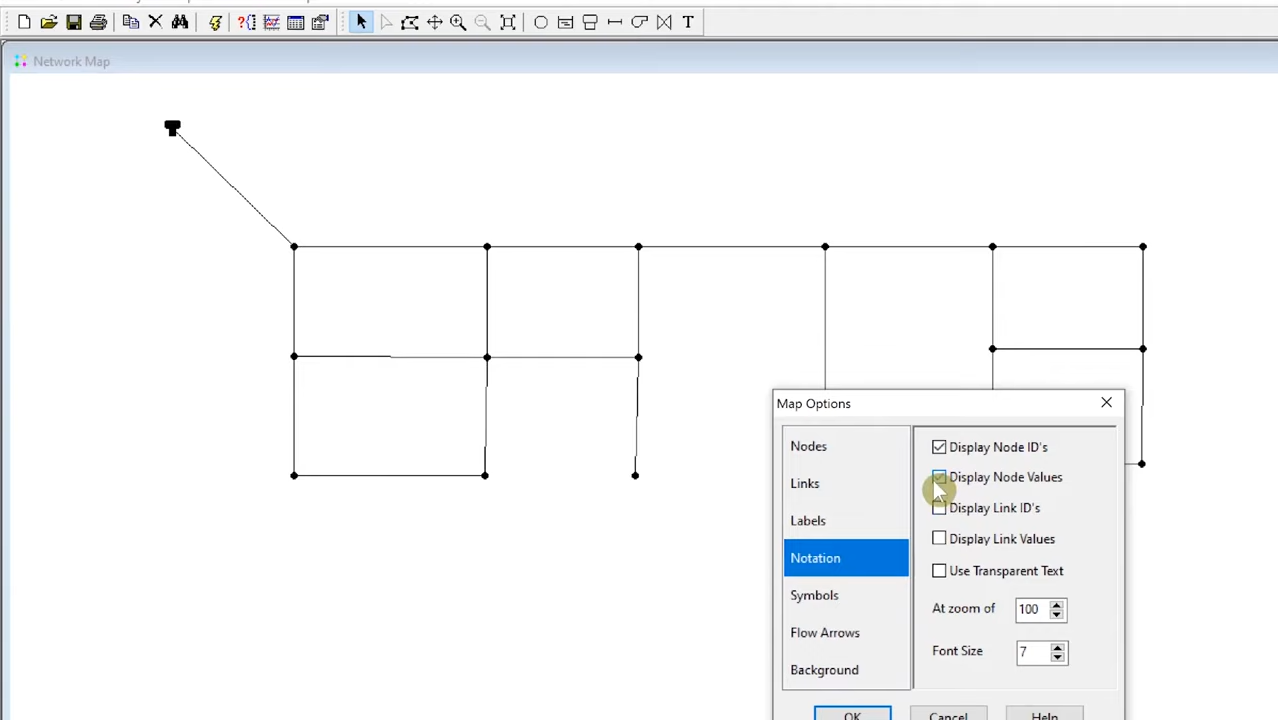 T
Network Map
Map Options
Nodes
Links
Labels
Notation
Symbols
Flow Arrows
Background
Display Node ID's
Display Node Values
Display Link ID's
Display Link Values
Use Transparent Text
At zoom of 100
Font Size 7
OK Cancel Help